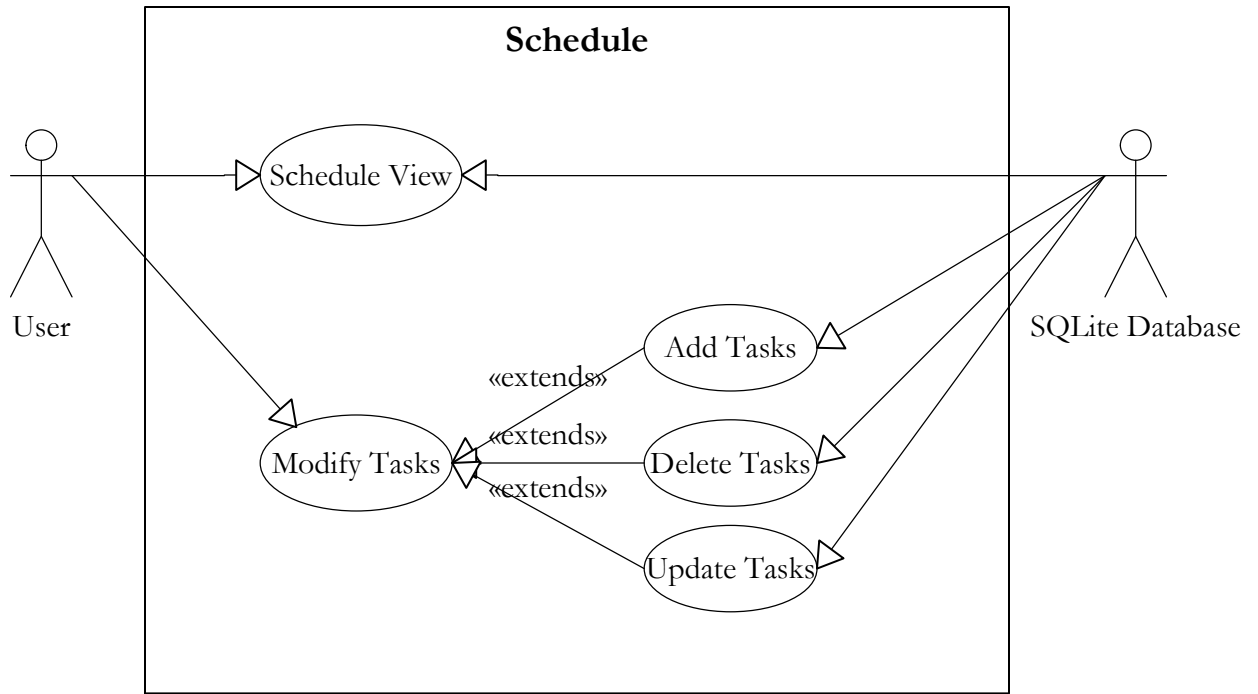 Schedule
Schedule View
User
SQLite Database
Add Tasks
«extends»
«extends»
Modify Tasks
Delete Tasks
«extends»
Update Tasks